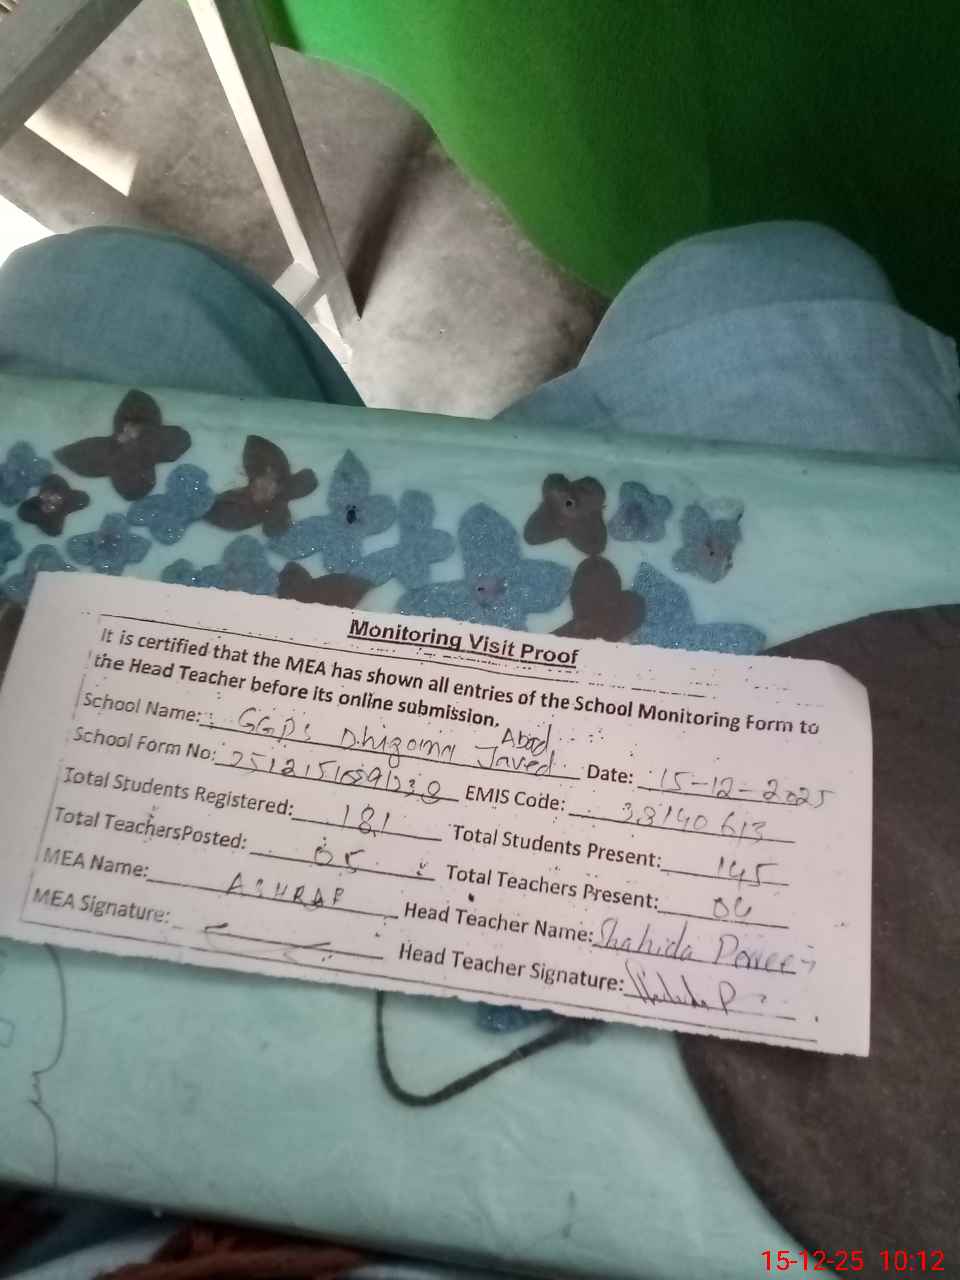 Monitoring Visit Proof
It is certified that the MEA has shown all entries of the School Monitoring Form to
the Head Teacher before its online submission.
School Name: GGPS Javed Abad Date: 15-12-2025
School Form No: EMIS Code: 38140613
Total Students Registered: 181 Total Students Present: 145
Total TeachersPosted: 05 Total Teachers Present:
MEA Name: ASHRAF Head Teacher Name: Shahida Parveen
MEA Signature: Head Teacher Signature:
15-12-25 10:12